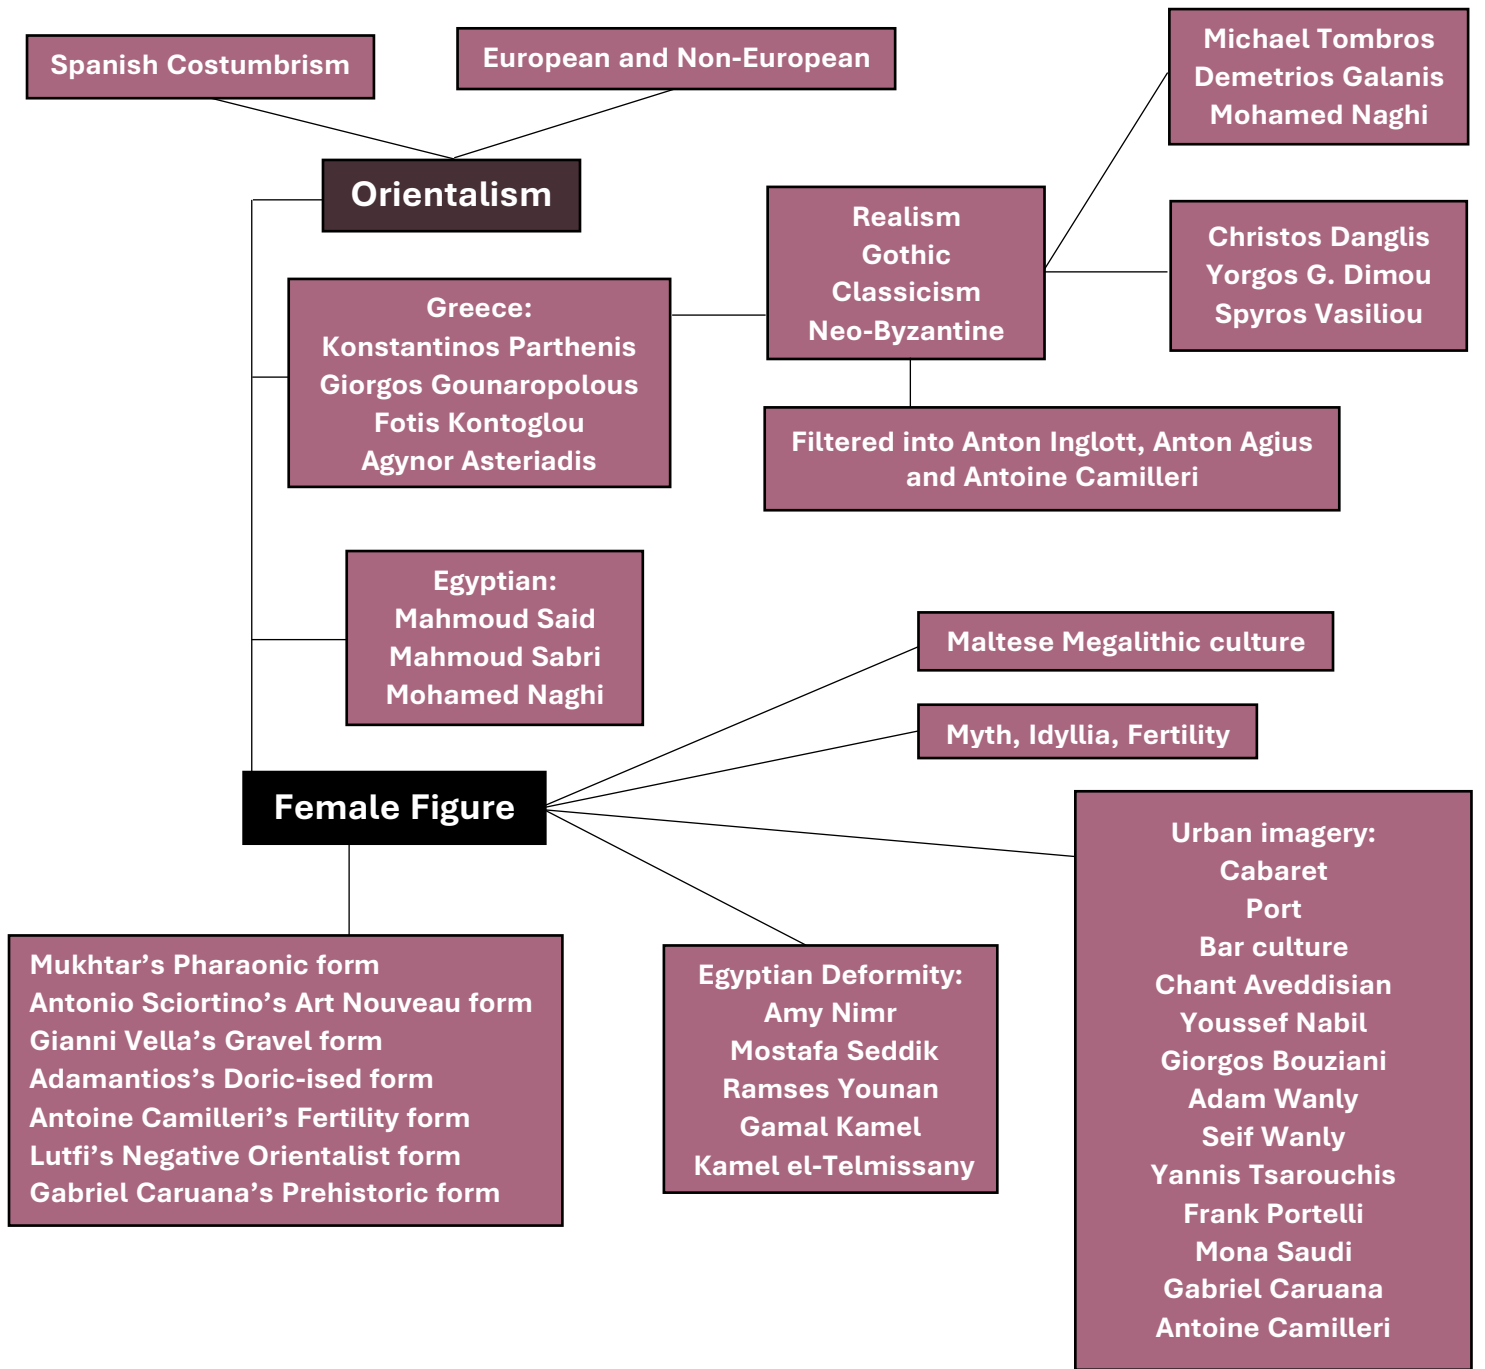 Spanish Costumbrism
European and Non-European
Michael Tombros
Demetrios Galanis
Mohamed Naghi
Orientalism
Realism
Gothic
Classicism
Neo-Byzantine
Christos Danglis
Yorgos G. Dimou
Spyros Vasiliou
Greece:
Konstantinos Parthenis
Giorgos Gounaropolous
Fotis Kontoglou
Agynor Asteriadis
Filtered into Anton Inglott, Anton Agius
and Antoine Camilleri
Egyptian:
Mahmoud Said
Mahmoud Sabri
Mohamed Naghi
Maltese Megalithic culture
Myth, Idyllia, Fertility
Female Figure
Urban imagery:
Cabaret
Port
Bar culture
Chant Aveddisian
Youssef Nabil
Giorgos Bouziani
Adam Wanly
Seif Wanly
Yannis Tsarouchis
Frank Portelli
Mona Saudi
Gabriel Caruana
Antoine Camilleri
Mukhtar’s Pharaonic form
Antonio Sciortino’s Art Nouveau form
Gianni Vella’s Gravel form
Adamantios’s Doric-ised form
Antoine Camilleri’s Fertility form
Lutfi’s Negative Orientalist form
Gabriel Caruana’s Prehistoric form
Egyptian Deformity:
Amy Nimr
Mostafa Seddik
Ramses Younan
Gamal Kamel
Kamel el-Telmissany